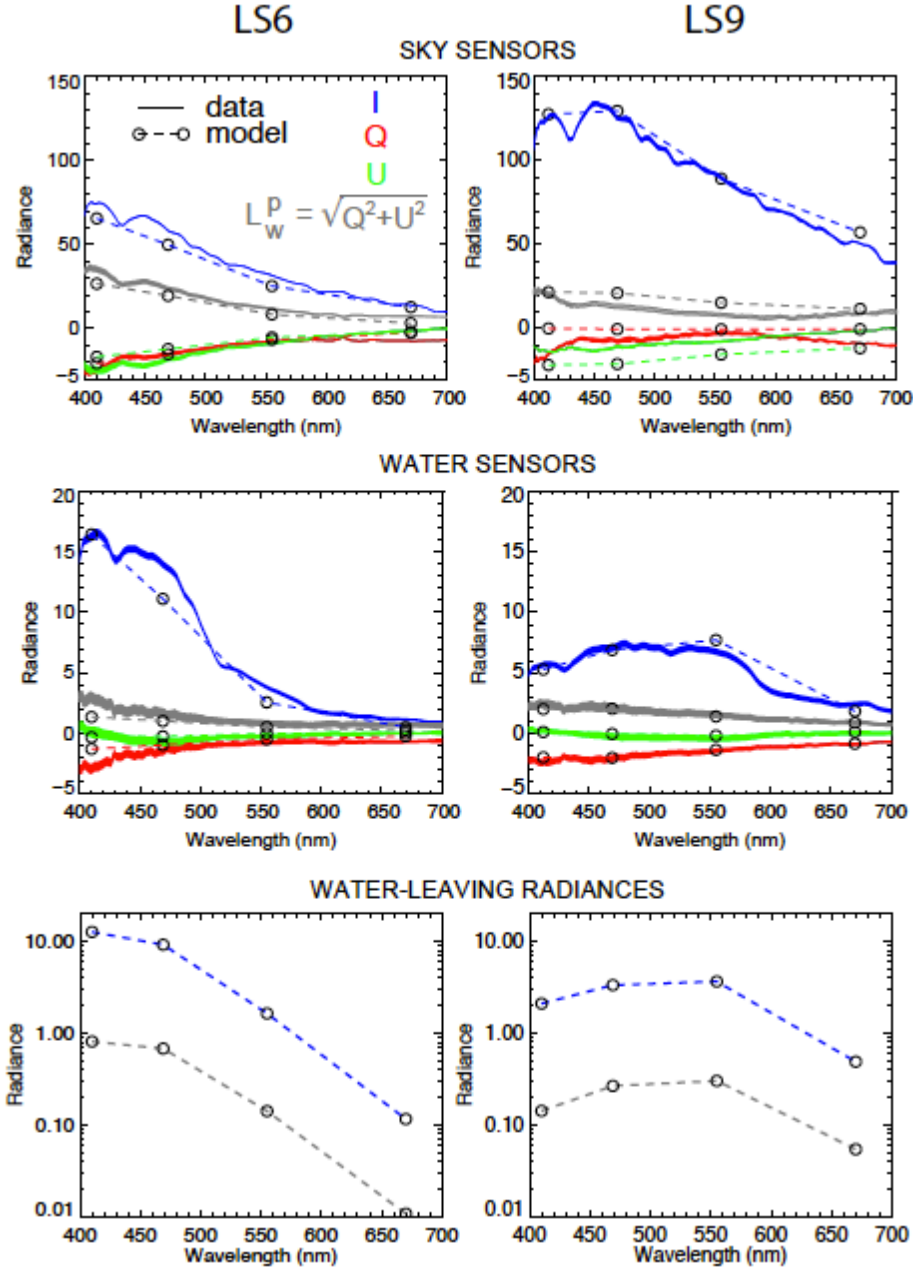 LS6 LS9
SKY SENSORS
150
100
50
0
−5
Radiance
data
model
I
Q
U
L_w^p = √Q²+U²
400 450 500 550 600 650 700
Wavelength (nm)
150
100
50
0
−5
Radiance
400 450 500 550 600 650 700
Wavelength (nm)
WATER SENSORS
20
15
10
5
0
−5
Radiance
400 450 500 550 600 650 700
Wavelength (nm)
20
15
10
5
0
−5
Radiance
400 450 500 550 600 650 700
Wavelength (nm)
WATER-LEAVING RADIANCES
10.00
1.00
0.10
0.01
Radiance
400 450 500 550 600 650 700
Wavelength (nm)
10.00
1.00
0.10
0.01
Radiance
400 450 500 550 600 650 700
Wavelength (nm)